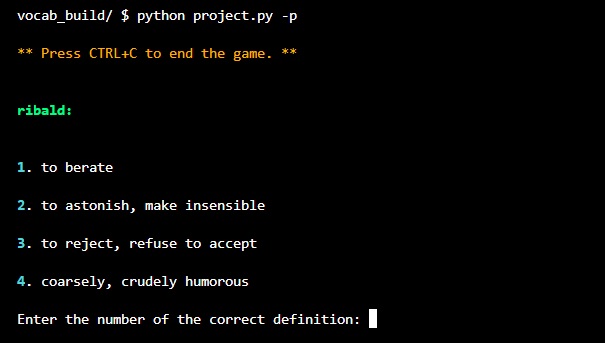 vocab_build/ $ python project.py -p
** Press CTRL+C to end the game. **
ribald:
1. to berate
2. to astonish, make insensible
3. to reject, refuse to accept
4. coarsely, crudely humorous
Enter the number of the correct definition: